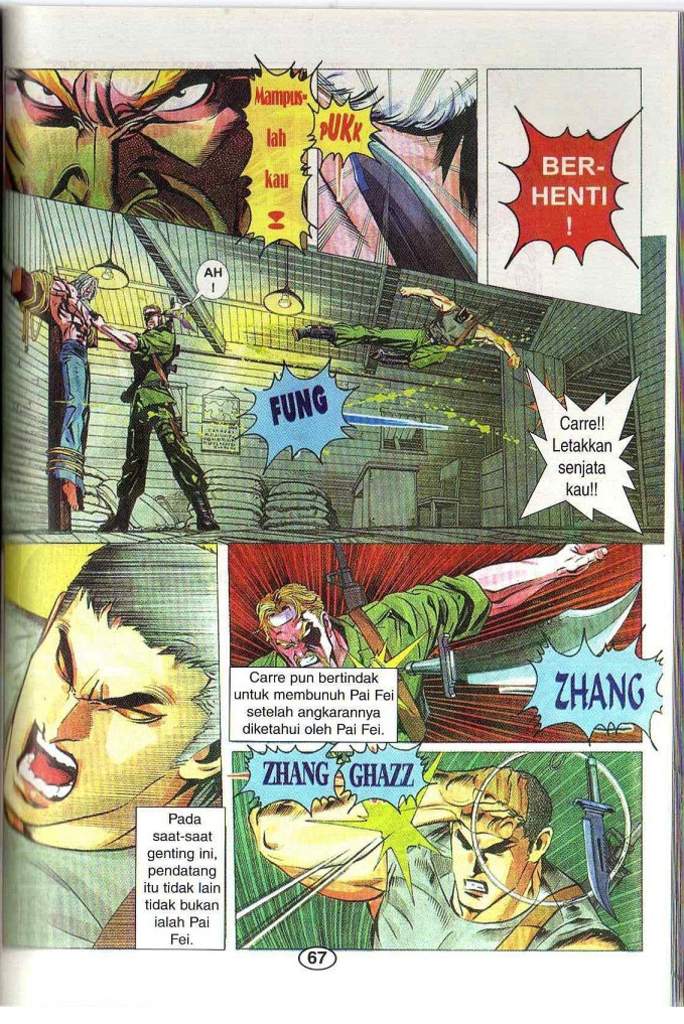 Mampus-
lah
kau
!
PUKK
BER-
HENTI
!
AH
!
FUNG
Carre!!
Letakkan
senjata
kau!!
Carre pun bertindak
untuk membunuh Pai Fei
setelah angkarannya
diketahui oleh Pai Fei.
ZHANG
ZHANG GHAZZ
Pada
saat-saat
genting ini,
pendatang
itu tidak lain
tidak bukan
ialah Pai
Fei.
67